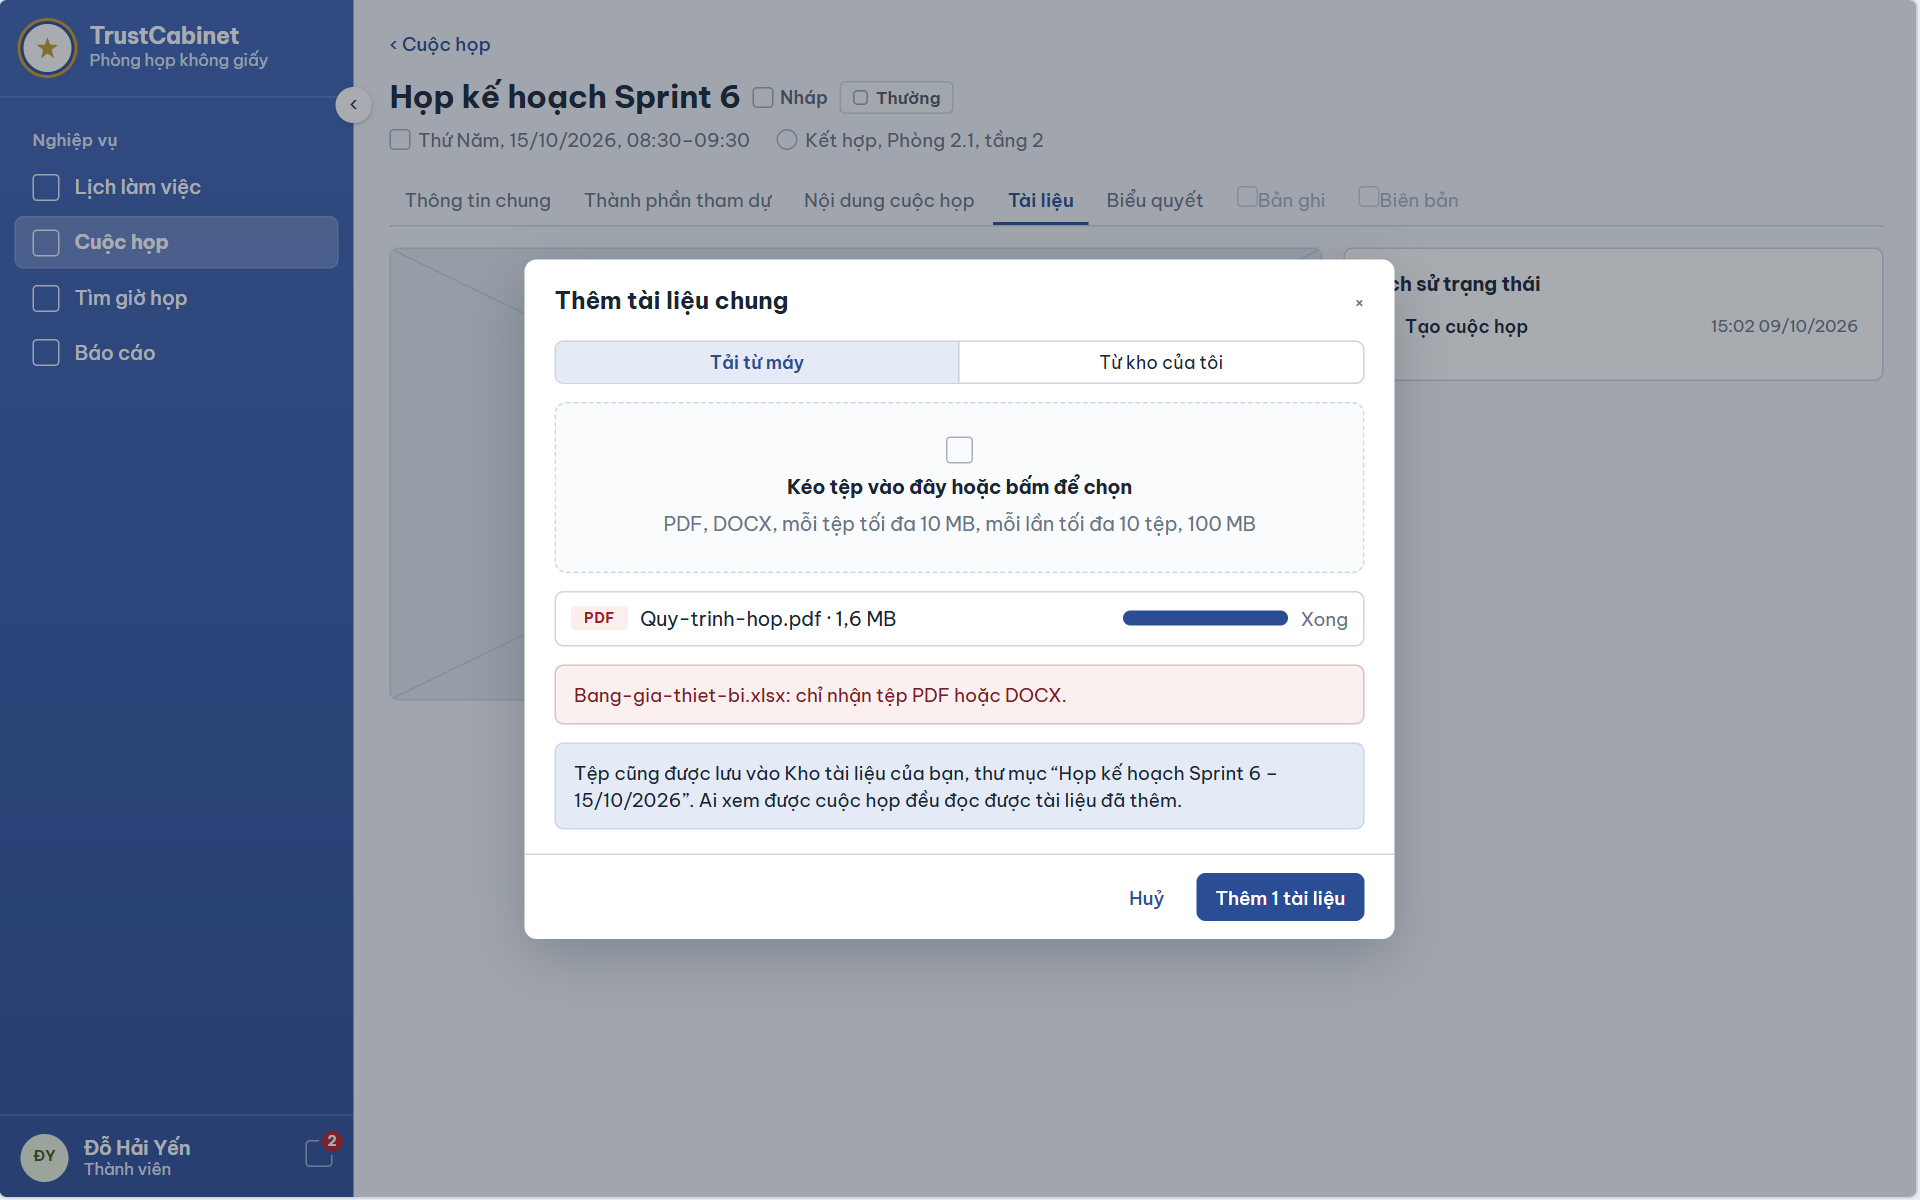 TrustCabinet
Phòng họp không giấy
Nghiệp vụ
Lịch làm việc
Cuộc họp
Tìm giờ họp
Báo cáo
ĐY
Đỗ Hải Yến
Thành viên
2
‹ Cuộc họp
Họp kế hoạch Sprint 6
Nháp
Thường
Thứ Năm, 15/10/2026, 08:30–09:30
Kết hợp, Phòng 2.1, tầng 2
Thông tin chung
Thành phần tham dự
Nội dung cuộc họp
Tài liệu
Biểu quyết
Bản ghi
Biên bản
ch sử trạng thái
Tạo cuộc họp
15:02 09/10/2026
Thêm tài liệu chung
×
Tải từ máy
Từ kho của tôi
Kéo tệp vào đây hoặc bấm để chọn
PDF, DOCX, mỗi tệp tối đa 10 MB, mỗi lần tối đa 10 tệp, 100 MB
PDF
Quy-trinh-hop.pdf · 1,6 MB
Xong
Bang-gia-thiet-bi.xlsx: chỉ nhận tệp PDF hoặc DOCX.
Tệp cũng được lưu vào Kho tài liệu của bạn, thư mục “Họp kế hoạch Sprint 6 –
15/10/2026”. Ai xem được cuộc họp đều đọc được tài liệu đã thêm.
Huỷ
Thêm 1 tài liệu